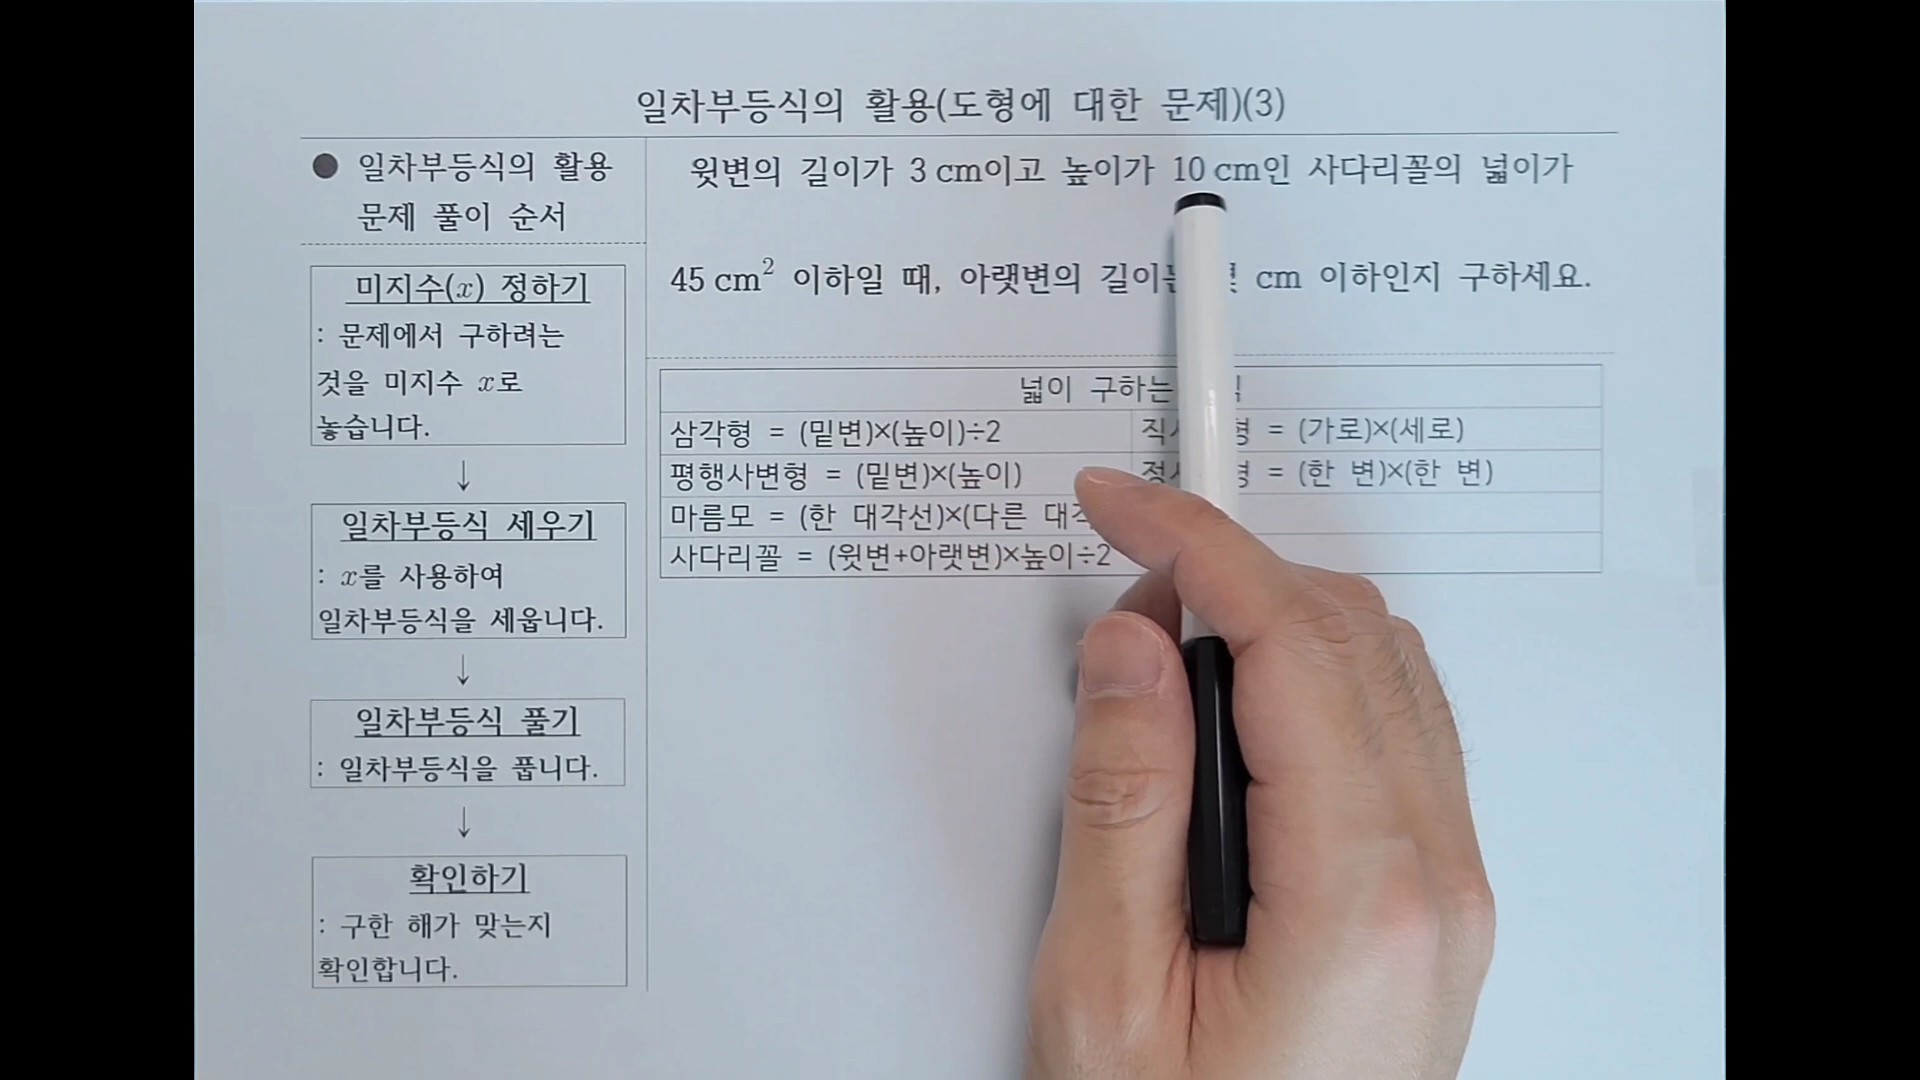 일차부등식의 활용(도형에 대한 문제)(3)
● 일차부등식의 활용
문제 풀이 순서
미지수(x) 정하기
: 문제에서 구하려는
것을 미지수 x로
놓습니다.
↓
일차부등식 세우기
: x를 사용하여
일차부등식을 세웁니다.
↓
일차부등식 풀기
: 일차부등식을 풉니다.
↓
확인하기
: 구한 해가 맞는지
확인합니다.
윗변의 길이가 3 cm이고 높이가 10 cm인 사다리꼴의 넓이가
45 cm² 이하일 때, 아랫변의 cm 이하인지 구하세요.
넓이 구하는
삼각형 = (밑변)×(높이)÷2
= (가로)×(세로)
평행사변형 = (밑변)×(높이)
= (한 변)×(한 변)
마름모 = (한 대각선)×(다른
사다리꼴 = (윗변+아랫변)×높이÷2